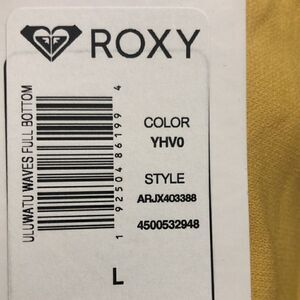 ROXY
ULUWATU WAVES FULL BOTTOM
1 92504 86199 4
COLOR
YHV0
STYLE
ARJX403388
4500532948
L